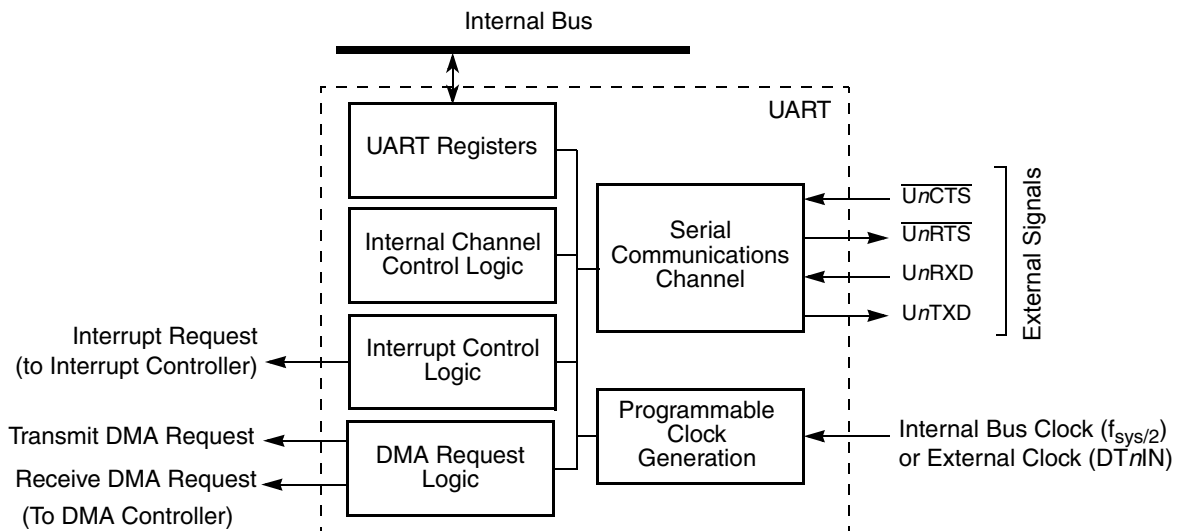 Internal Bus
UART
UART Registers
Internal Channel
Control Logic
Interrupt Control
Logic
DMA Request
Logic
Serial
Communications
Channel
Programmable
Clock
Generation
UnCTS
UnRTS
UnRXD
UnTXD
External Signals
Interrupt Request
(to Interrupt Controller)
Transmit DMA Request
Receive DMA Request
(To DMA Controller)
Internal Bus Clock (fsys/2)
or External Clock (DTnIN)